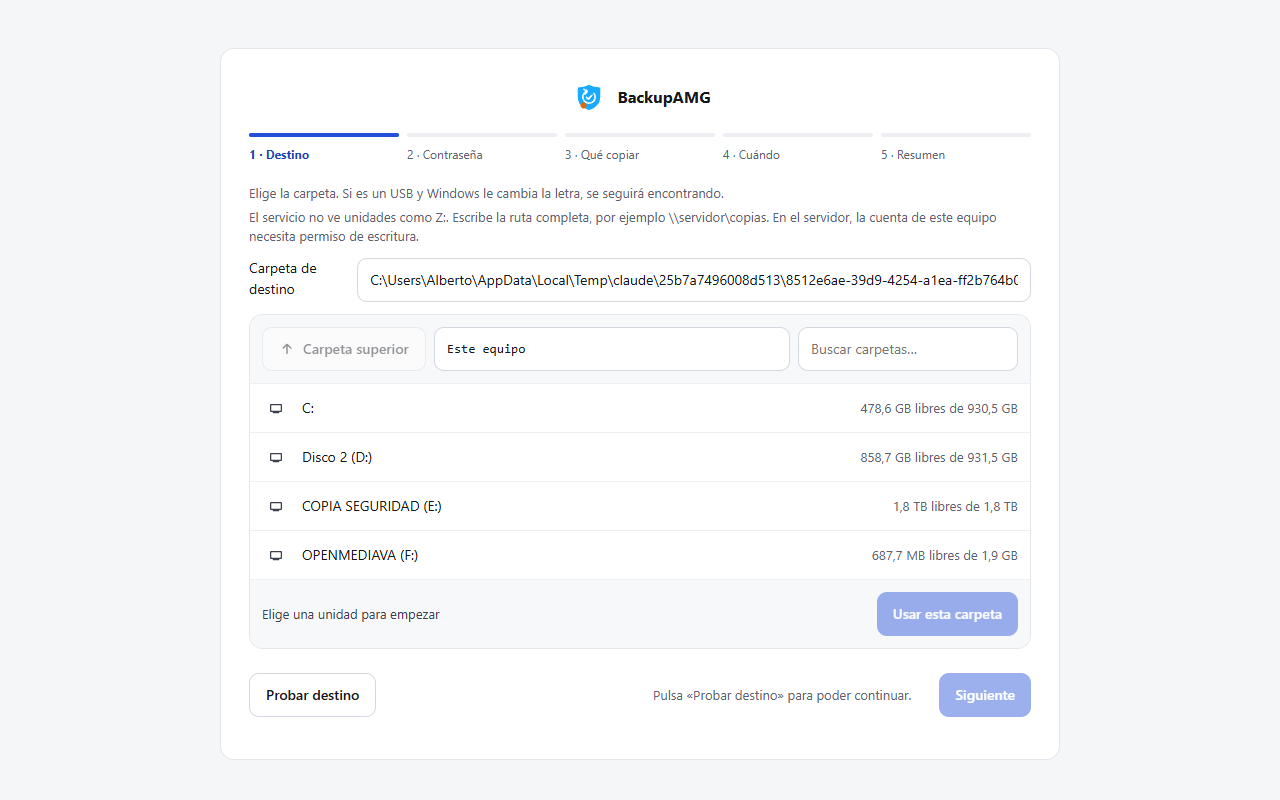 BackupAMG
1 · Destino
2 · Contraseña
3 · Qué copiar
4 · Cuándo
5 · Resumen
Elige la carpeta. Si es un USB y Windows le cambia la letra, se seguirá encontrando.
El servicio no ve unidades como Z:. Escribe la ruta completa, por ejemplo \\servidor\copias. En el servidor, la cuenta de este equipo
necesita permiso de escritura.
Carpeta de
destino
C:\Users\Alberto\AppData\Local\Temp\claude\25b7a7496008d513\8512e6ae-39d9-4254-a1ea-ff2b764b0
Carpeta superior
Este equipo
Buscar carpetas...
C:
478,6 GB libres de 930,5 GB
Disco 2 (D:)
858,7 GB libres de 931,5 GB
COPIA SEGURIDAD (E:)
1,8 TB libres de 1,8 TB
OPENMEDIAVA (F:)
687,7 MB libres de 1,9 GB
Elige una unidad para empezar
Usar esta carpeta
Probar destino
Pulsa «Probar destino» para poder continuar.
Siguiente